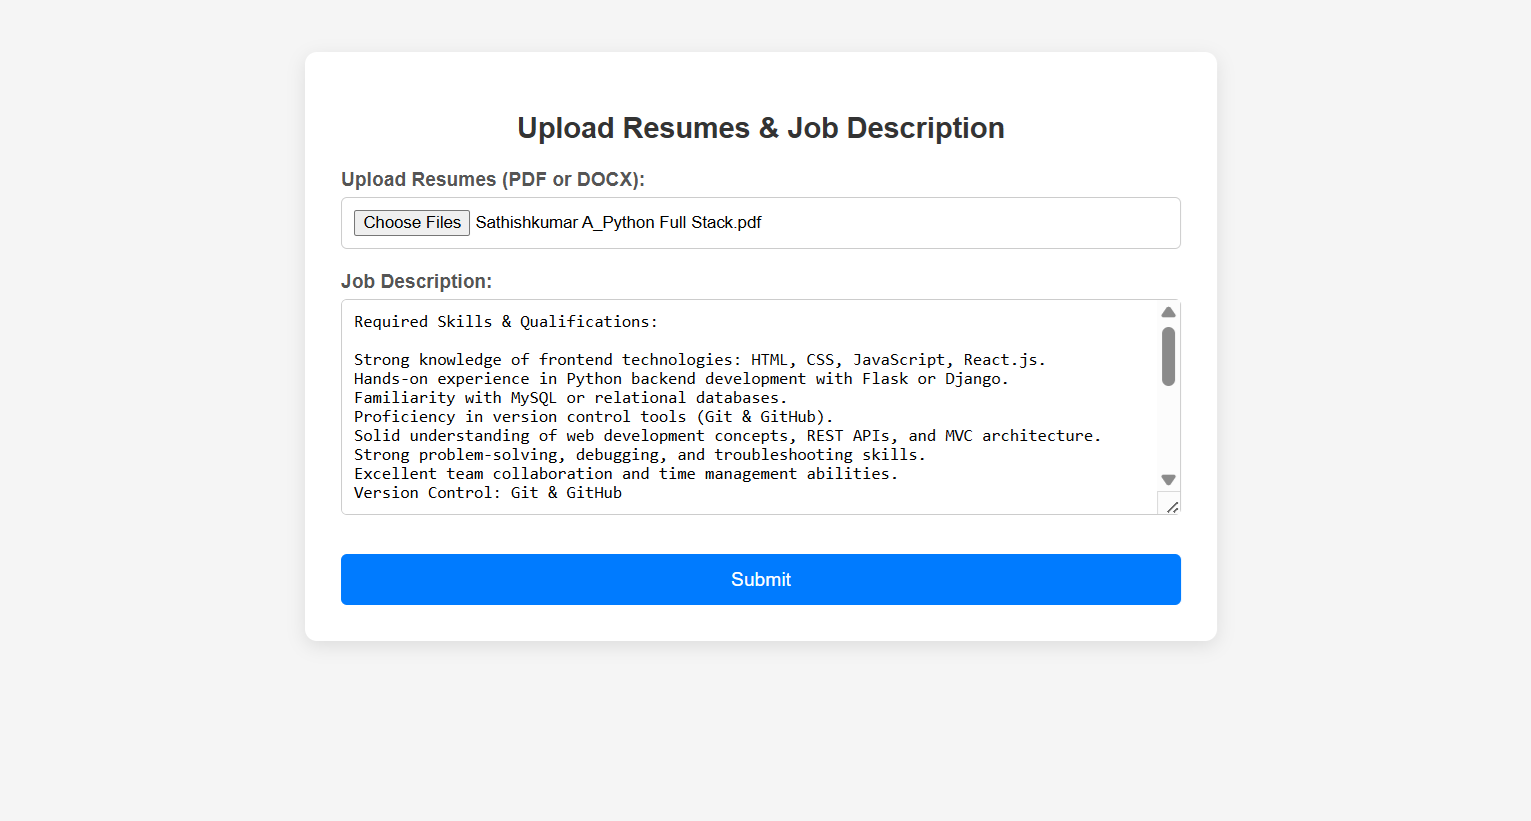 Upload Resumes & Job Description
Upload Resumes (PDF or DOCX):
Choose Files Sathishkumar A_Python Full Stack.pdf
Job Description:
Required Skills & Qualifications:
Strong knowledge of frontend technologies: HTML, CSS, JavaScript, React.js.
Hands-on experience in Python backend development with Flask or Django.
Familiarity with MySQL or relational databases.
Proficiency in version control tools (Git & GitHub).
Solid understanding of web development concepts, REST APIs, and MVC architecture.
Strong problem-solving, debugging, and troubleshooting skills.
Excellent team collaboration and time management abilities.
Version Control: Git & GitHub
Submit